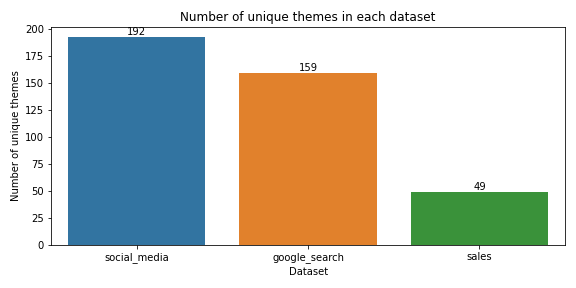 Number of unique themes in each dataset
Number of unique themes
200
175
150
125
100
75
50
25
0
192
159
49
social_media
google_search
sales
Dataset